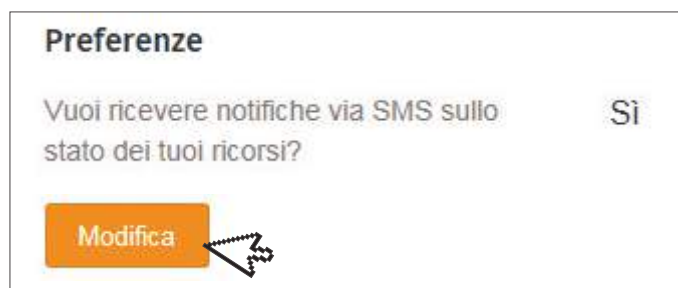 Preferenze
Vuoi ricevere notifiche via SMS sullo Sì
stato dei tuoi ricorsi?
Modifica